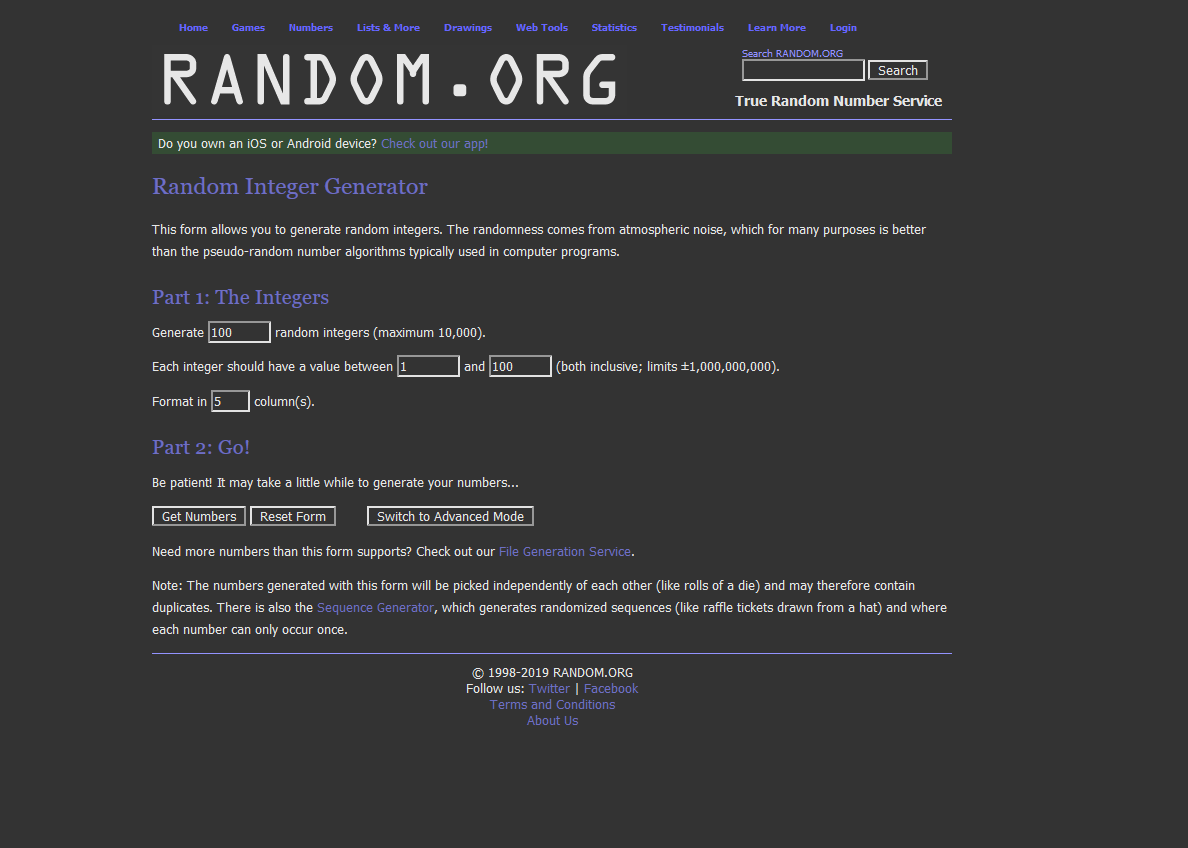 Home Games Numbers Lists & More Drawings Web Tools Statistics Testimonials Learn More Login
RANDOM.ORG
Search RANDOM.ORG
Search
True Random Number Service
Do you own an iOS or Android device? Check out our app!
Random Integer Generator
This form allows you to generate random integers. The randomness comes from atmospheric noise, which for many purposes is better
than the pseudo-random number algorithms typically used in computer programs.
Part 1: The Integers
Generate 100 random integers (maximum 10,000).
Each integer should have a value between 1 and 100 (both inclusive; limits ±1,000,000,000).
Format in 5 column(s).
Part 2: Go!
Be patient! It may take a little while to generate your numbers...
Get Numbers Reset Form Switch to Advanced Mode
Need more numbers than this form supports? Check out our File Generation Service.
Note: The numbers generated with this form will be picked independently of each other (like rolls of a die) and may therefore contain
duplicates. There is also the Sequence Generator, which generates randomized sequences (like raffle tickets drawn from a hat) and where
each number can only occur once.
© 1998-2019 RANDOM.ORG
Follow us: Twitter | Facebook
Terms and Conditions
About Us